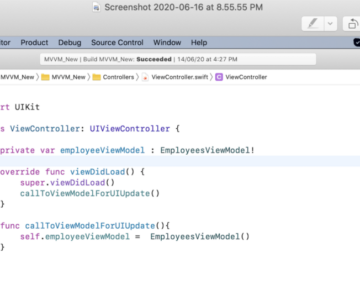 Screenshot 2020-06-16 at 8.55.55 PM
tor Product Debug Source Control Window Help
MVVM_New | Build MVVM_New: Succeeded | 14/06/20 at 4:27 PM
MVVM_New MVVM_New Controllers ViewController.swift C ViewController
rt UIKit
s ViewController: UIViewController {
private var employeeViewModel : EmployeesViewModel!
override func viewDidLoad() {
super.viewDidLoad()
callToViewModelForUIUpdate()
}
func callToViewModelForUIUpdate(){
self.employeeViewModel = EmployeesViewModel()
}